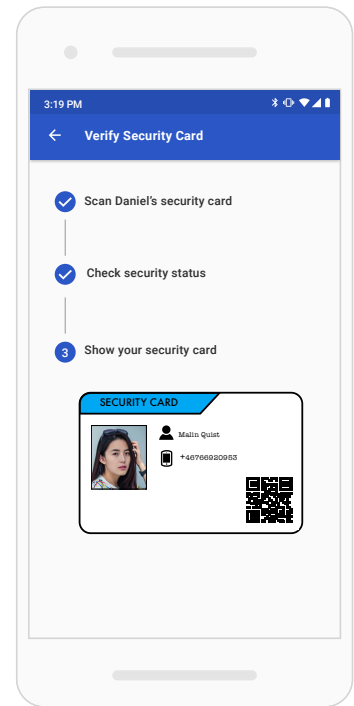 3:19 PM
Verify Security Card
Scan Daniel's security card
Check security status
3
Show your security card
SECURITY CARD
Malin Quist
+46766920953